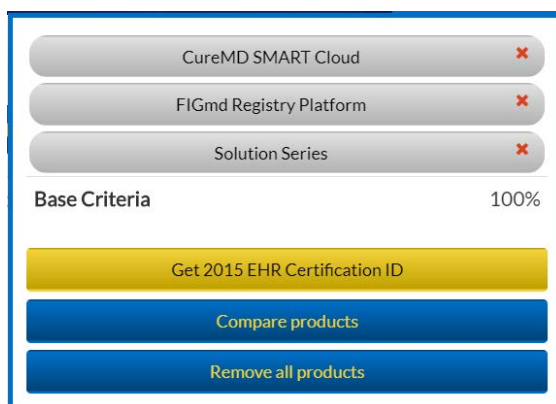 CureMD SMART Cloud ×
FIGmd Registry Platform ×
Solution Series ×
Base Criteria 100%
Get 2015 EHR Certification ID
Compare products
Remove all products